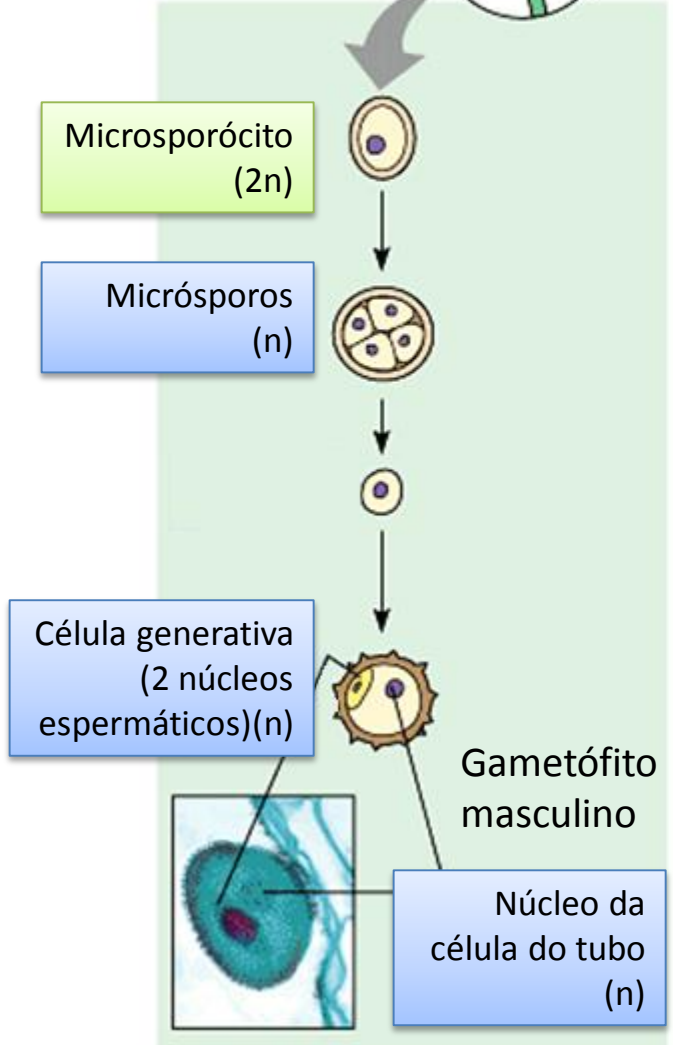 Microsporócito
(2n)
Micrósporos
(n)
Célula generativa
(2 núcleos
espermáticos)(n)
Gametófito
masculino
Núcleo da
célula do tubo
(n)